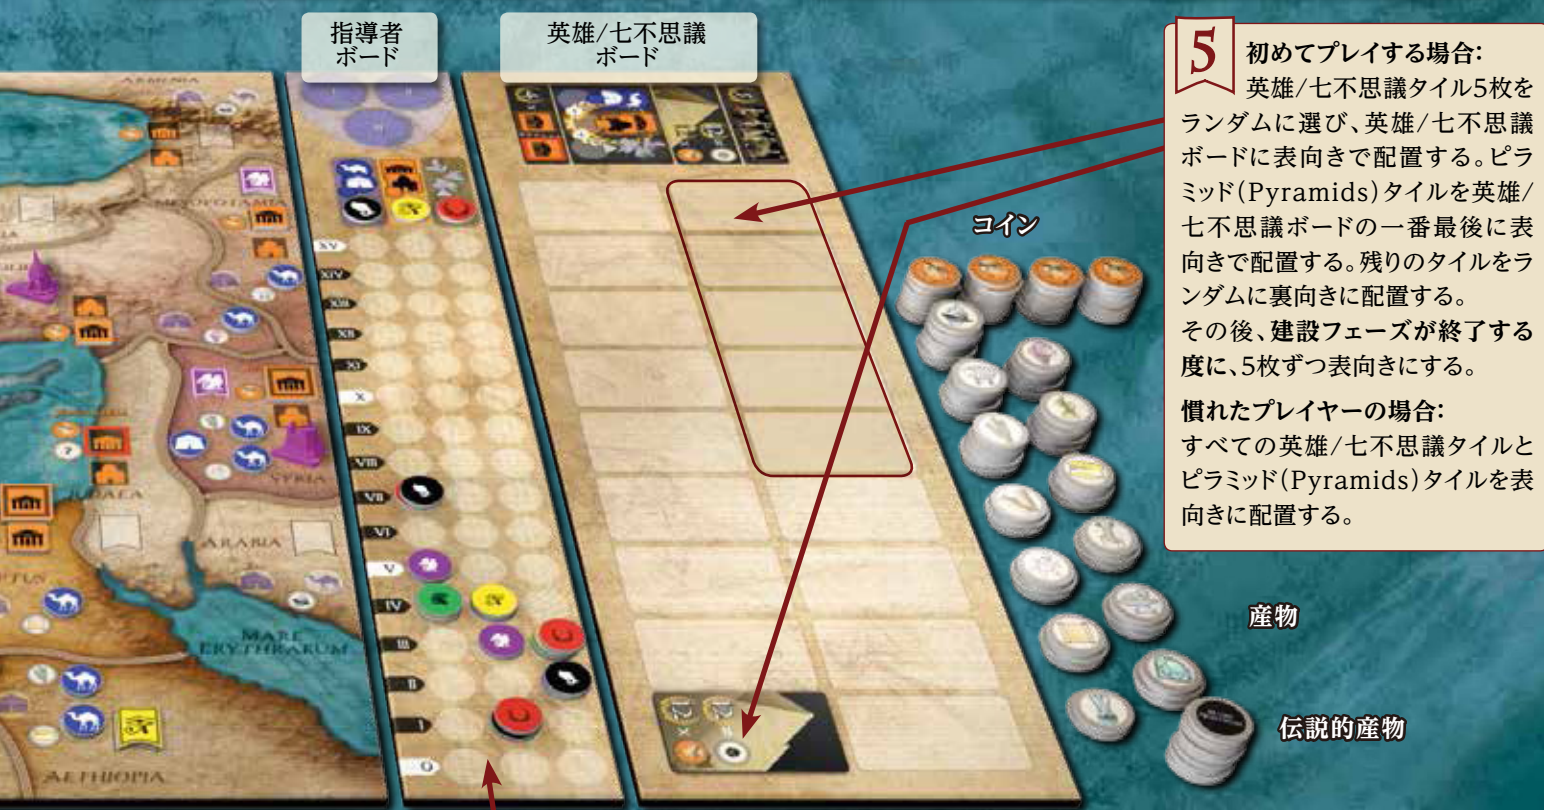 指導者
ボード
英雄/七不思議
ボード
5
初めてプレイする場合:
英雄/七不思議タイル5枚を
ランダムに選び、英雄/七不思議
ボードに表向きで配置する。ピラ
ミッド(Pyramids)タイルを英雄/
七不思議ボードの一番最後に表
向きで配置する。残りのタイルをラ
ンダムに裏向きに配置する。
その後、建設フェーズが終了する
度に、5枚ずつ表向きにする。
慣れたプレイヤーの場合:
すべての英雄/七不思議タイルと
ピラミッド(Pyramids)タイルを表
向きに配置する。
コイン
産物
伝説的産物
ARMENIA
MESOPOTAMIA
SYRIA
JUDAEA
ARABIA
MARE
ERYTHRAEUM
AETHIOPIA
XV
XIV
XIII
XII
XI
X
IX
VIII
VII
VI
V
IV
III
II
I
0